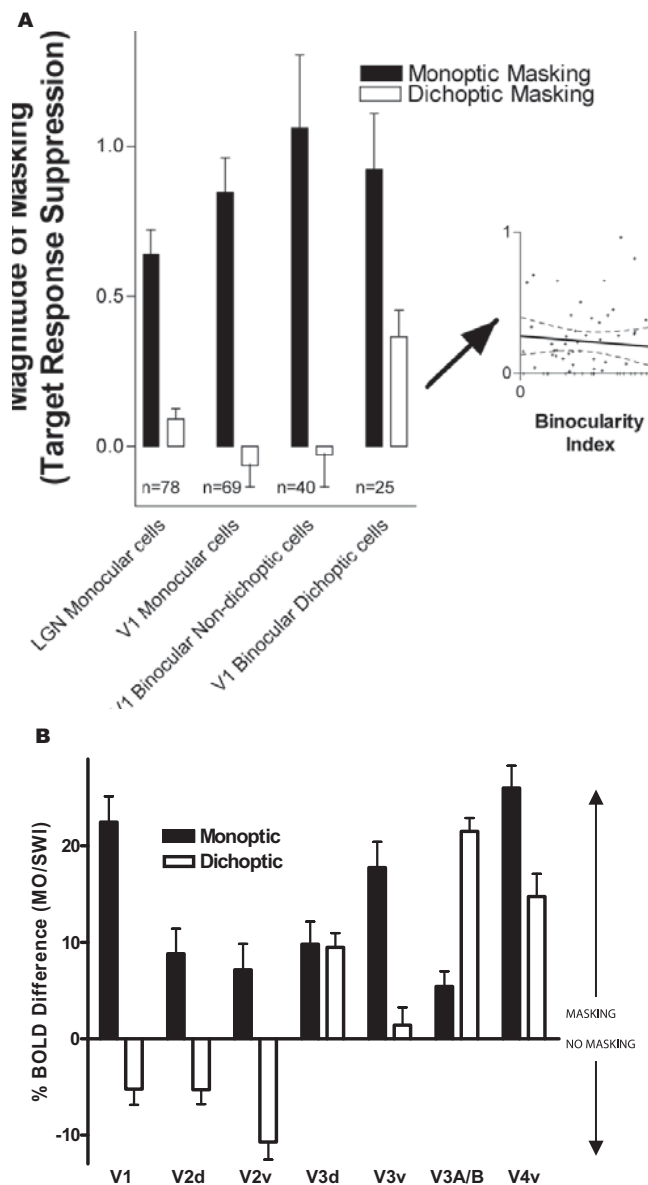 A
Monoptic Masking
Dichoptic Masking
Magnitude of Masking
(Target Response Suppression)
1.0
0.5
0.0
n=78
n=69
n=40
n=25
LGN Monocular cells
V1 Monocular cells
V1 Binocular Non-dichoptic cells
V1 Binocular Dichoptic cells
1
0
0
Binocularity
Index
B
Monoptic
Dichoptic
% BOLD Difference (MO/SWI)
20
10
0
-10
MASKING
NO MASKING
V1
V2d
V2v
V3d
V3v
V3A/B
V4v